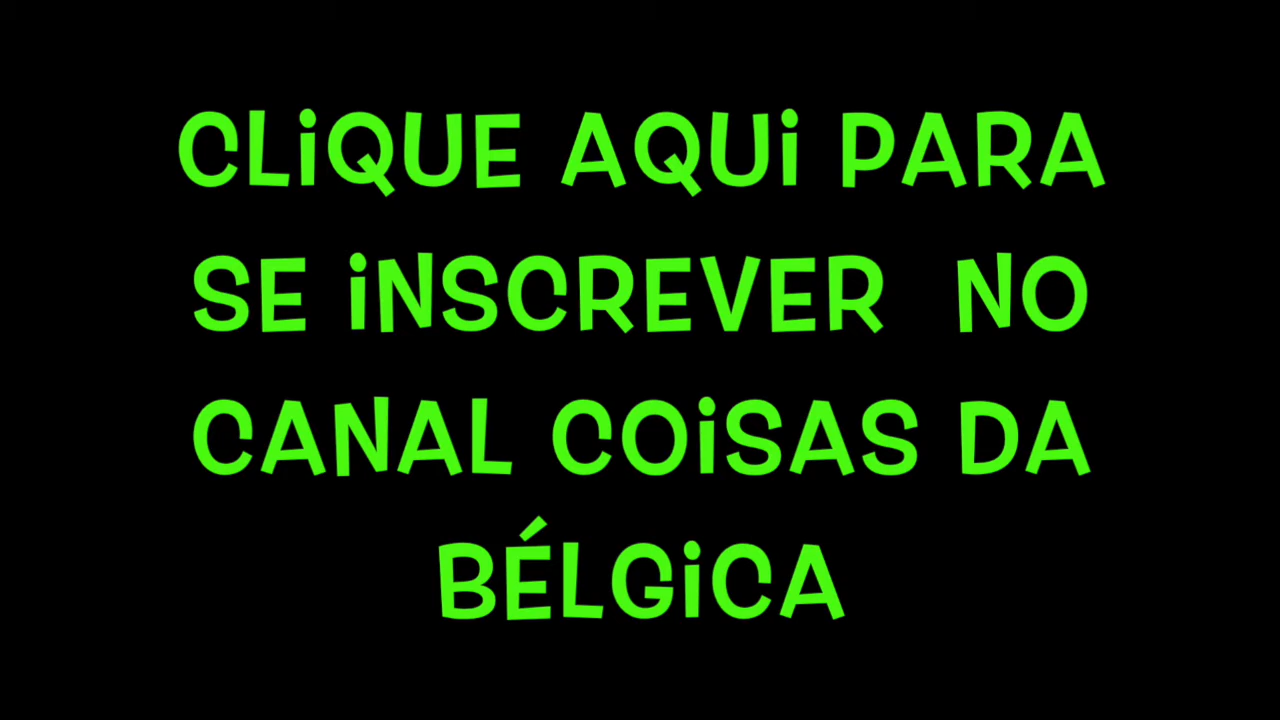 CLiQUE AQUi PARA
SE iNSCREVER NO
CANAL COiSAS DA
BÉLGiCA